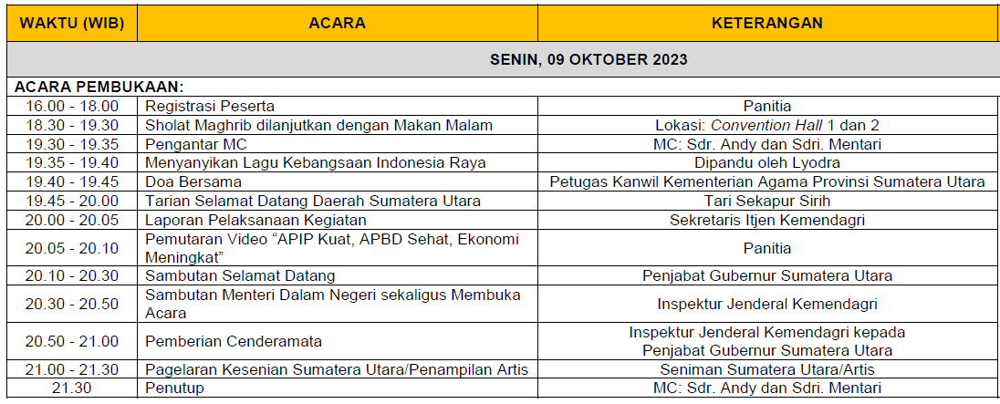 WAKTU (WIB) ACARA KETERANGAN
SENIN, 09 OKTOBER 2023
ACARA PEMBUKAAN:
16.00 - 18.00 Registrasi Peserta Panitia
18.30 - 19.30 Sholat Maghrib dilanjutkan dengan Makan Malam Lokasi: Convention Hall 1 dan 2
19.30 - 19.35 Pengantar MC MC: Sdr. Andy dan Sdri. Mentari
19.35 - 19.40 Menyanyikan Lagu Kebangsaan Indonesia Raya Dipandu oleh Lyodra
19.40 - 19.45 Doa Bersama Petugas Kanwil Kementerian Agama Provinsi Sumatera Utara
19.45 - 20.00 Tarian Selamat Datang Daerah Sumatera Utara Tari Sekapur Sirih
20.00 - 20.05 Laporan Pelaksanaan Kegiatan Sekretaris Itjen Kemendagri
20.05 - 20.10 Pemutaran Video “APIP Kuat, APBD Sehat, Ekonomi
Meningkat” Panitia
20.10 - 20.30 Sambutan Selamat Datang Penjabat Gubernur Sumatera Utara
20.30 - 20.50 Sambutan Menteri Dalam Negeri sekaligus Membuka
Acara Inspektur Jenderal Kemendagri
20.50 - 21.00 Pemberian Cenderamata Inspektur Jenderal Kemendagri kepada
Penjabat Gubernur Sumatera Utara
21.00 - 21.30 Pagelaran Kesenian Sumatera Utara/Penampilan Artis Seniman Sumatera Utara/Artis
21.30 Penutup MC: Sdr. Andy dan Sdri. Mentari